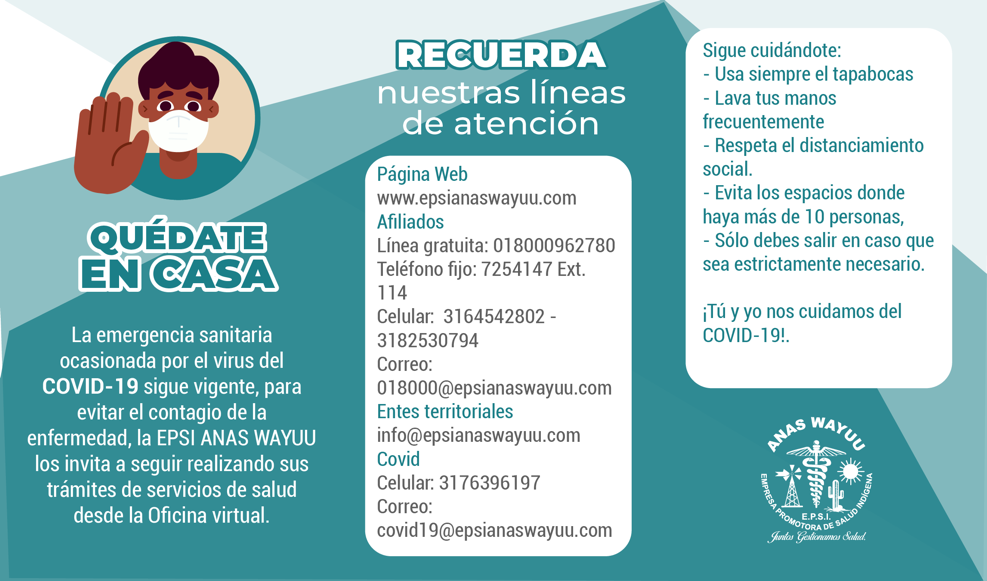 QUÉDATE
EN CASA
La emergencia sanitaria
ocasionada por el virus del
COVID-19 sigue vigente, para
evitar el contagio de la
enfermedad, la EPSI ANAS WAYUU
los invita a seguir realizando sus
trámites de servicios de salud
desde la Oficina virtual.
RECUERDA
nuestras líneas
de atención
Página Web
www.epsianaswayuu.com
Afiliados
Línea gratuita: 018000962780
Teléfono fijo: 7254147 Ext.
114
Celular:  3164542802 -
3182530794
Correo:
018000@epsianaswayuu.com
Entes territoriales
info@epsianaswayuu.com
Covid
Celular: 3176396197
Correo:
covid19@epsianaswayuu.com
Sigue cuidándote:
- Usa siempre el tapabocas
- Lava tus manos
frecuentemente
- Respeta el distanciamiento
social.
- Evita los espacios donde
haya más de 10 personas,
- Sólo debes salir en caso que
sea estrictamente necesario.
¡Tú y yo nos cuidamos del
COVID-19!.
ANAS WAYUU
E.P.S.I.
EMPRESA PROMOTORA DE SALUD INDÍGENA
Juntos Gestionamos Salud.